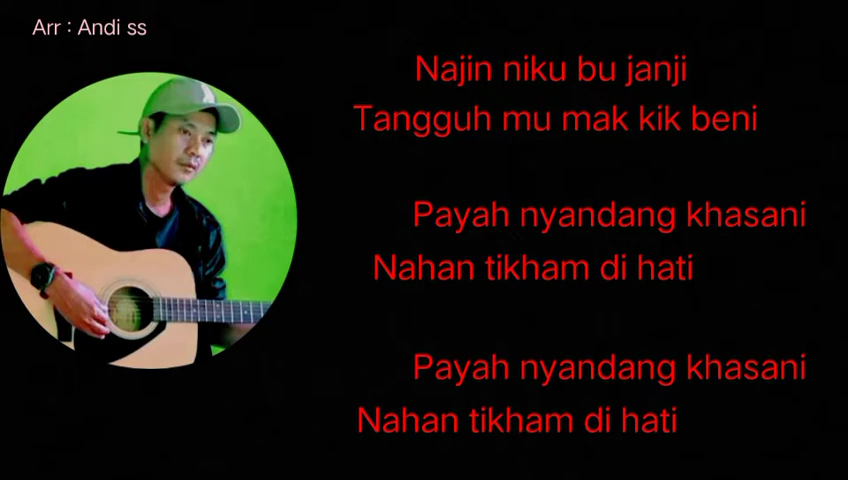 Arr : Andi ss
Najin niku bu janji
Tangguh mu mak kik beni
Payah nyandang khasani
Nahan tikham di hati
Payah nyandang khasani
Nahan tikham di hati